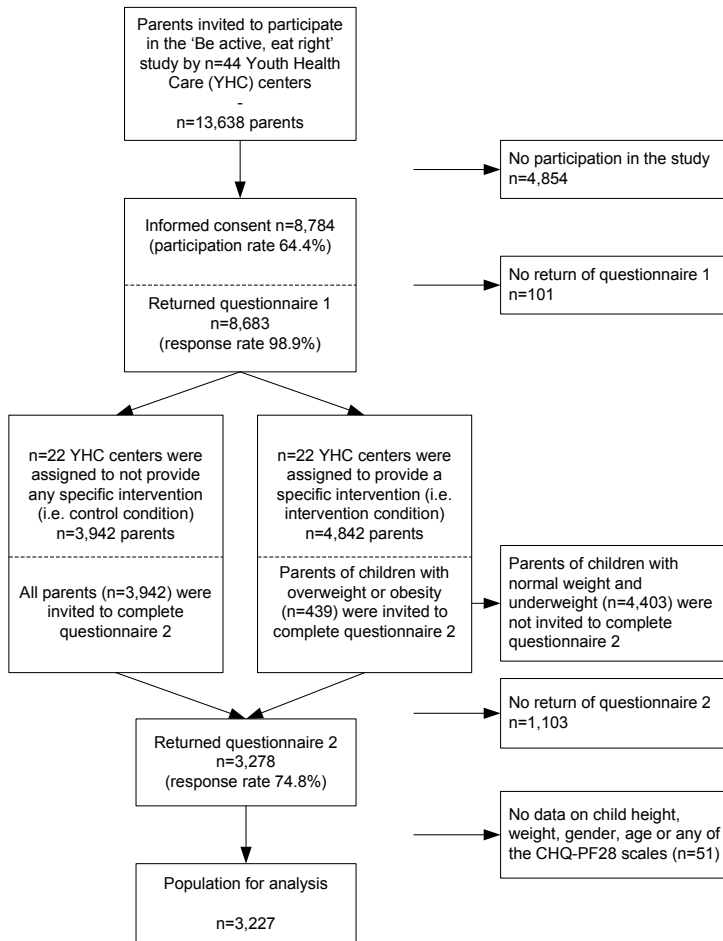 Parents invited to participate
in the ‘Be active, eat right’
study by n=44 Youth Health
Care (YHC) centers
-
n=13,638 parents
No participation in the study
n=4,854
Informed consent n=8,784
(participation rate 64.4%)
No return of questionnaire 1
n=101
Returned questionnaire 1
n=8,683
(response rate 98.9%)
n=22 YHC centers were
assigned to not provide
any specific intervention
(i.e. control condition)
n=3,942 parents
n=22 YHC centers were
assigned to provide a
specific intervention (i.e.
intervention condition)
n=4,842 parents
All parents (n=3,942) were
invited to complete
questionnaire 2
Parents of children with
overweight or obesity
(n=439) were invited to
complete questionnaire 2
Parents of children with
normal weight and
underweight (n=4,403) were
not invited to complete
questionnaire 2
No return of questionnaire 2
n=1,103
Returned questionnaire 2
n=3,278
(response rate 74.8%)
No data on child height,
weight, gender, age or any of
the CHQ-PF28 scales (n=51)
Population for analysis
n=3,227